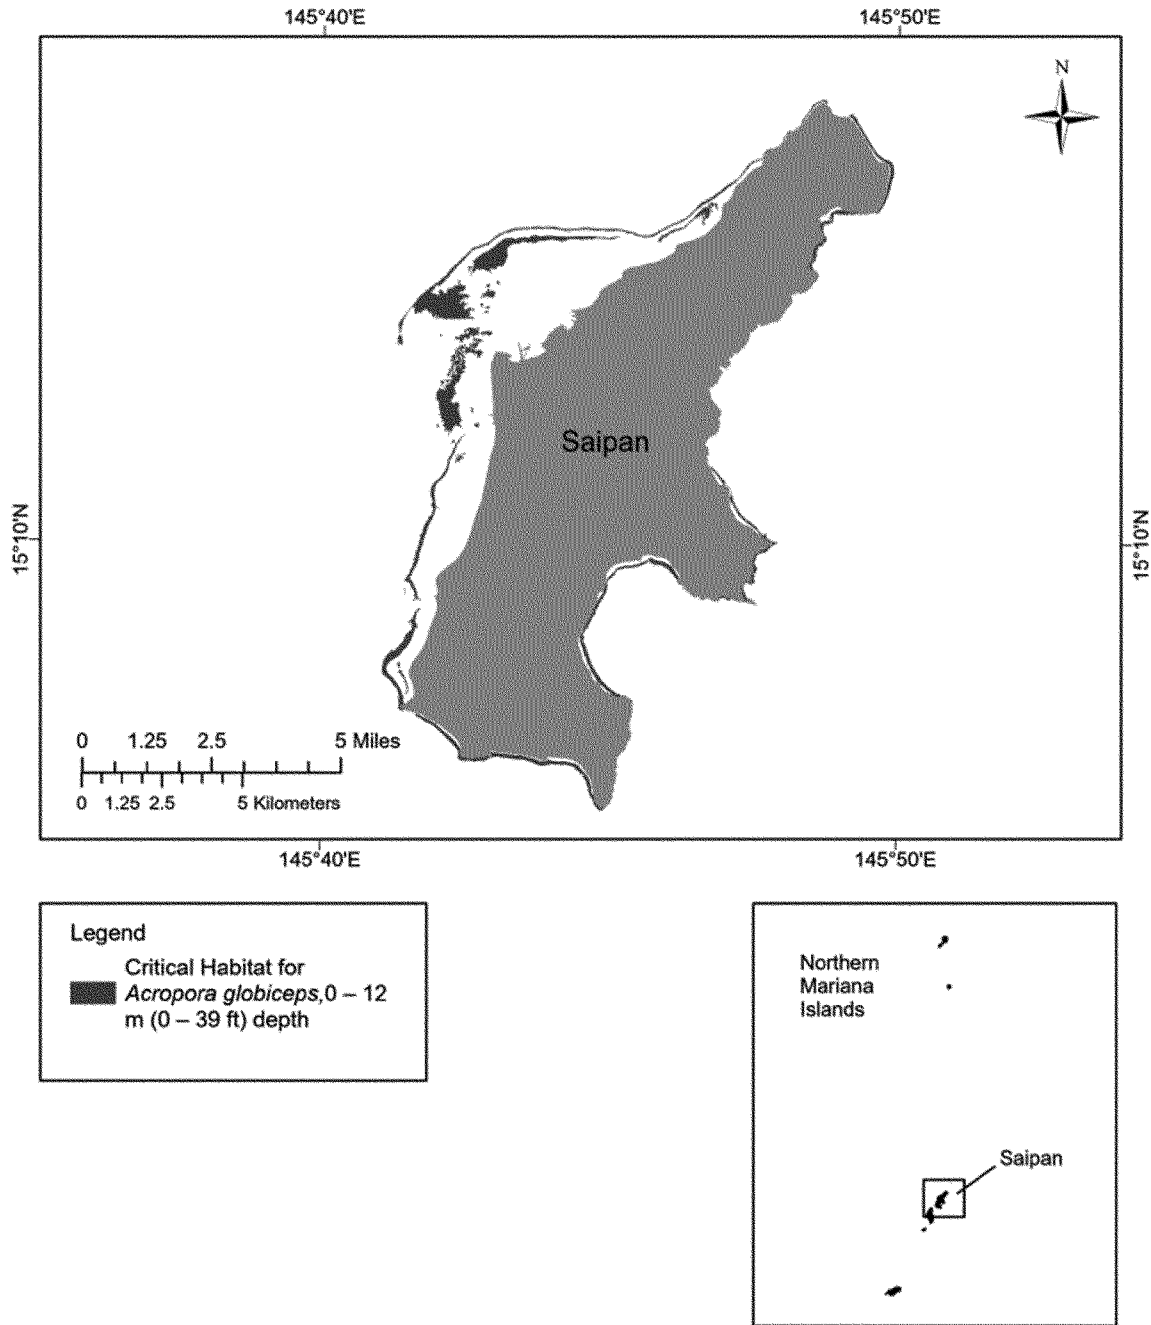 145°40'E
145°50'E
N
Saipan
15°10'N
15°10'N
0 1.25 2.5 5 Miles
0 1.25 2.5 5 Kilometers
145°40'E
145°50'E
Legend
Critical Habitat for
Acropora globiceps,0 – 12
m (0 – 39 ft) depth
Northern
Mariana
Islands
Saipan